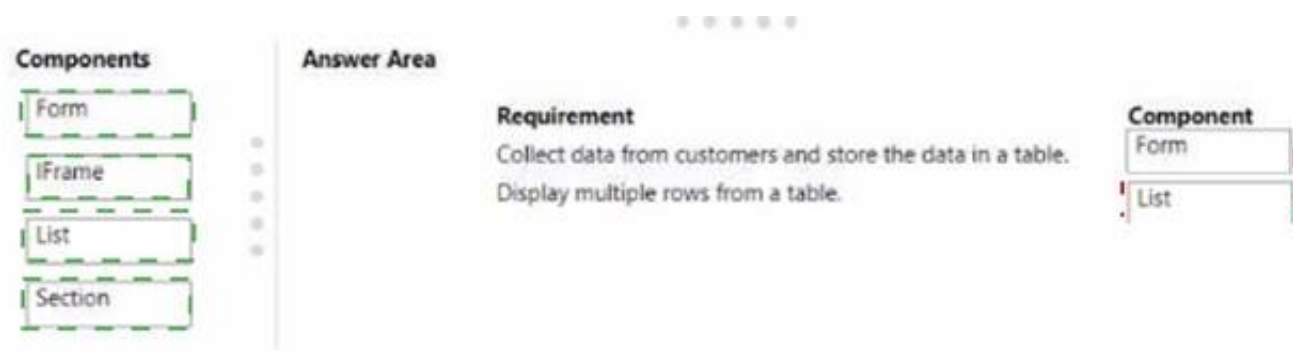 Components
Form
IFrame
List
Section
Answer Area
Requirement
Collect data from customers and store the data in a table.
Display multiple rows from a table.
Component
Form
List